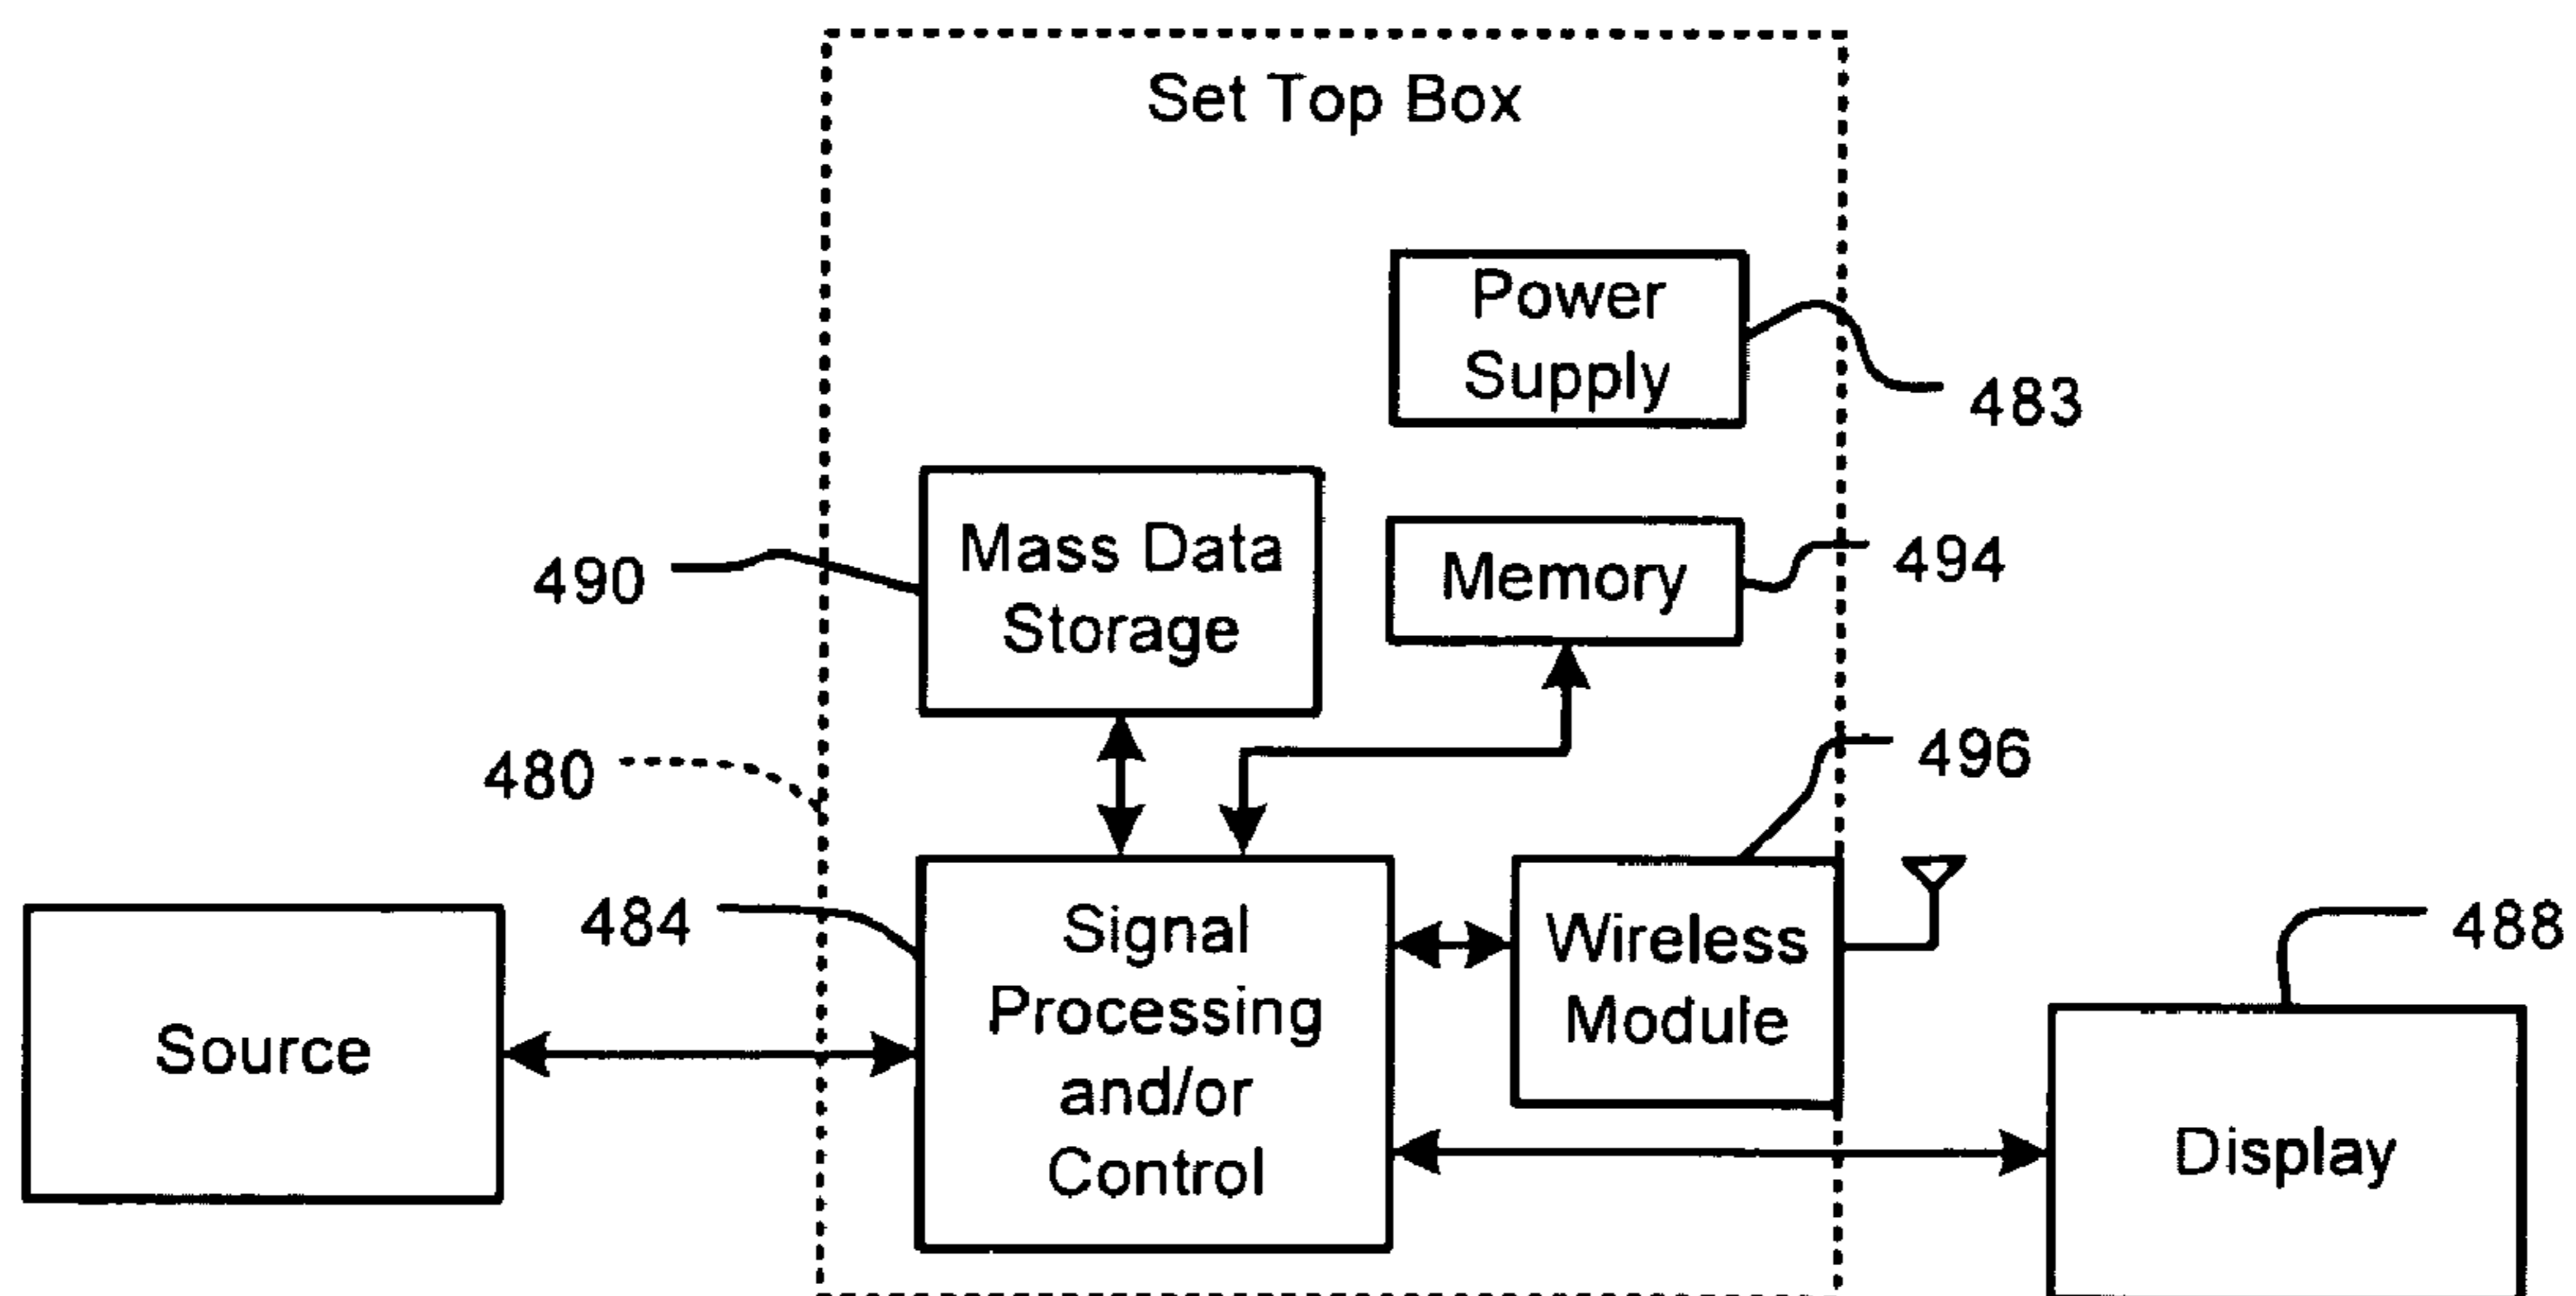 Set Top Box
Power
Supply
483
Mass Data
Storage
490
Memory
494
480
496
484
Source
Signal
Processing
and/or
Control
Wireless
Module
488
Display